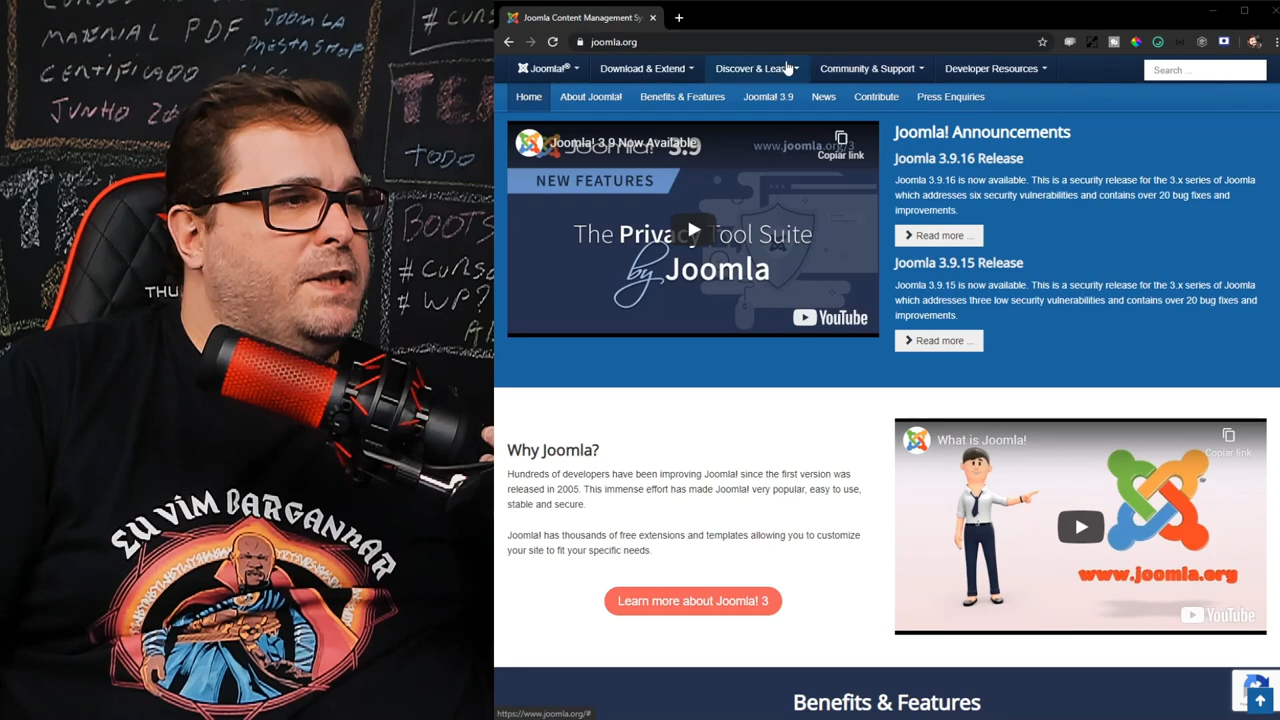 JOOMLA
MATERIAL PDF
PRESTASHOP
CERTIFICADO
JUNHO
TODO
# CURSO
# WP
THU
EU VIM BARGANHAR
Joomla Content Management Sy
joomla.org
Joomla!®
Download & Extend
Discover & Lea
Community & Support
Developer Resources
Search ...
Home
About Joomla!
Benefits & Features
Joomla! 3.9
News
Contribute
Press Enquiries
Joomla! 3.9 Now Available
Joomla! 3.9
www.joomla.org/3
Copiar link
NEW FEATURES
The Privacy Tool Suite
by Joomla
YouTube
Joomla! Announcements
Joomla 3.9.16 Release
Joomla 3.9.16 is now available. This is a security release for the 3.x series of Joomla
which addresses six security vulnerabilities and contains over 20 bug fixes and
improvements.
Read more ...
Joomla 3.9.15 Release
Joomla 3.9.15 is now available. This is a security release for the 3.x series of Joomla
which addresses three low security vulnerabilities and contains over 20 bug fixes and
improvements.
Read more ...
Why Joomla?
Hundreds of developers have been improving Joomla! since the first version was
released in 2005. This immense effort has made Joomla! very popular, easy to use,
stable and secure.
Joomla! has thousands of free extensions and templates allowing you to customize
your site to fit your specific needs.
Learn more about Joomla! 3
What is Joomla!
Copiar link
www.joomla.org
YouTube
Benefits & Features
https://www.joomla.org/#